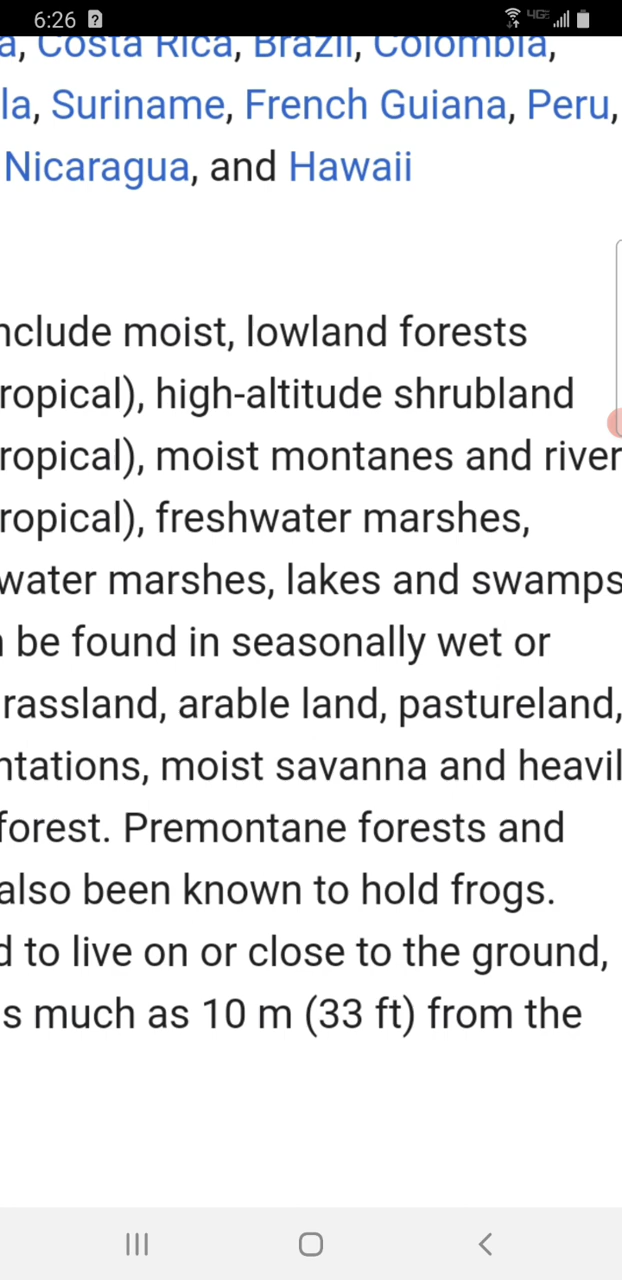 6:26
4GE
a, Costa Rica, Brazil, Colombia,
la, Suriname, French Guiana, Peru,
Nicaragua, and Hawaii
nclude moist, lowland forests
ropical), high-altitude shrubland
ropical), moist montanes and river
ropical), freshwater marshes,
water marshes, lakes and swamps
be found in seasonally wet or
rassland, arable land, pastureland,
ntations, moist savanna and heavil
forest. Premontane forests and
also been known to hold frogs.
d to live on or close to the ground,
s much as 10 m (33 ft) from the